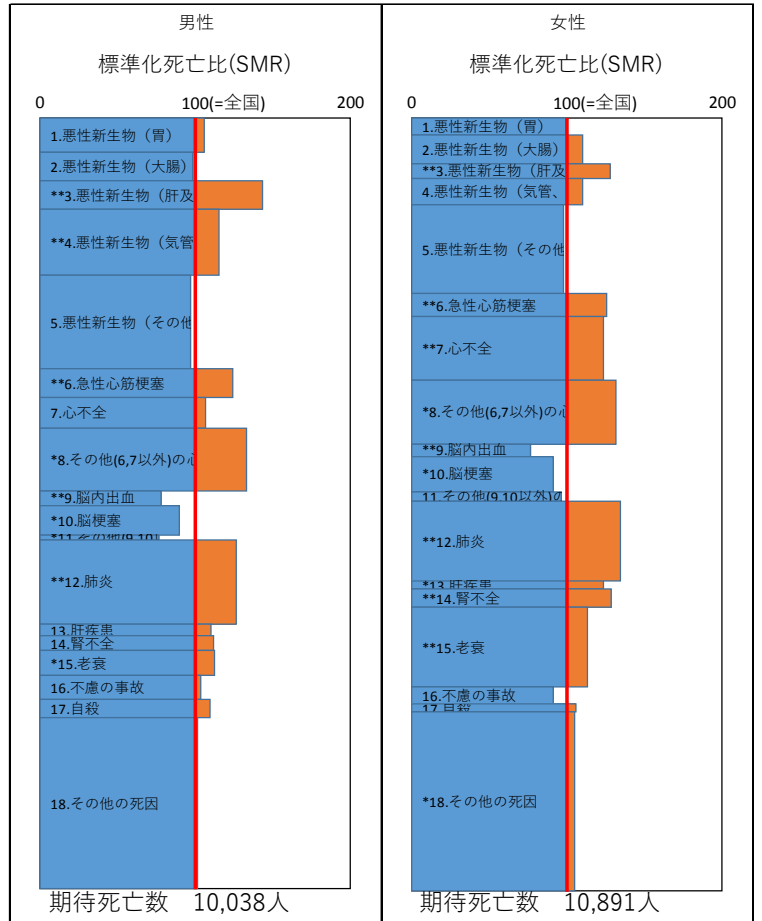 男性
標準化死亡比(SMR)
0 100(=全国) 200
1.悪性新生物（胃）
2.悪性新生物（大腸）
**3.悪性新生物（肝及
**4.悪性新生物（気管
5.悪性新生物（その他
**6.急性心筋梗塞
7.心不全
*8.その他(6,7以外)の心
**9.脳内出血
*10.脳梗塞
*11.その他(9,10
**12.肺炎
13.肝疾患
14.腎不全
*15.老衰
16.不慮の事故
17.自殺
18.その他の死因
期待死亡数 10,038人
女性
標準化死亡比(SMR)
0 100(=全国) 200
1.悪性新生物（胃）
2.悪性新生物（大腸）
**3.悪性新生物（肝及
4.悪性新生物（気管、
5.悪性新生物（その他
**6.急性心筋梗塞
**7.心不全
*8.その他(6,7以外)の心
**9.脳内出血
*10.脳梗塞
11.その他(9,10以外)の
**12.肺炎
*13.肝疾患
**14.腎不全
**15.老衰
16.不慮の事故
17.自殺
*18.その他の死因
期待死亡数 10,891人